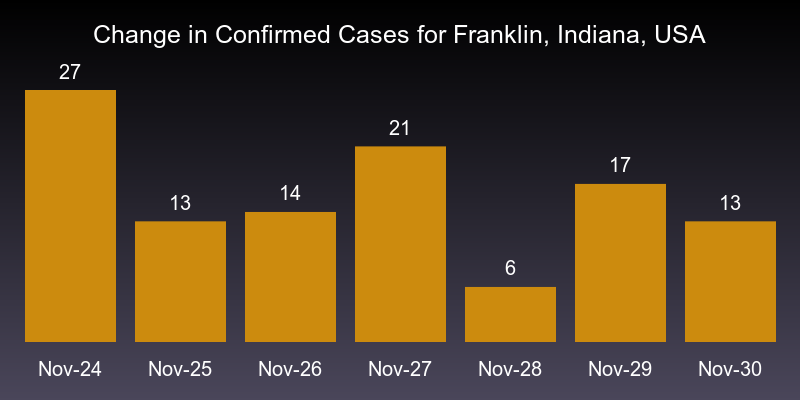 Change in Confirmed Cases for Franklin, Indiana, USA
27
13
14
21
6
17
13
Nov-24
Nov-25
Nov-26
Nov-27
Nov-28
Nov-29
Nov-30